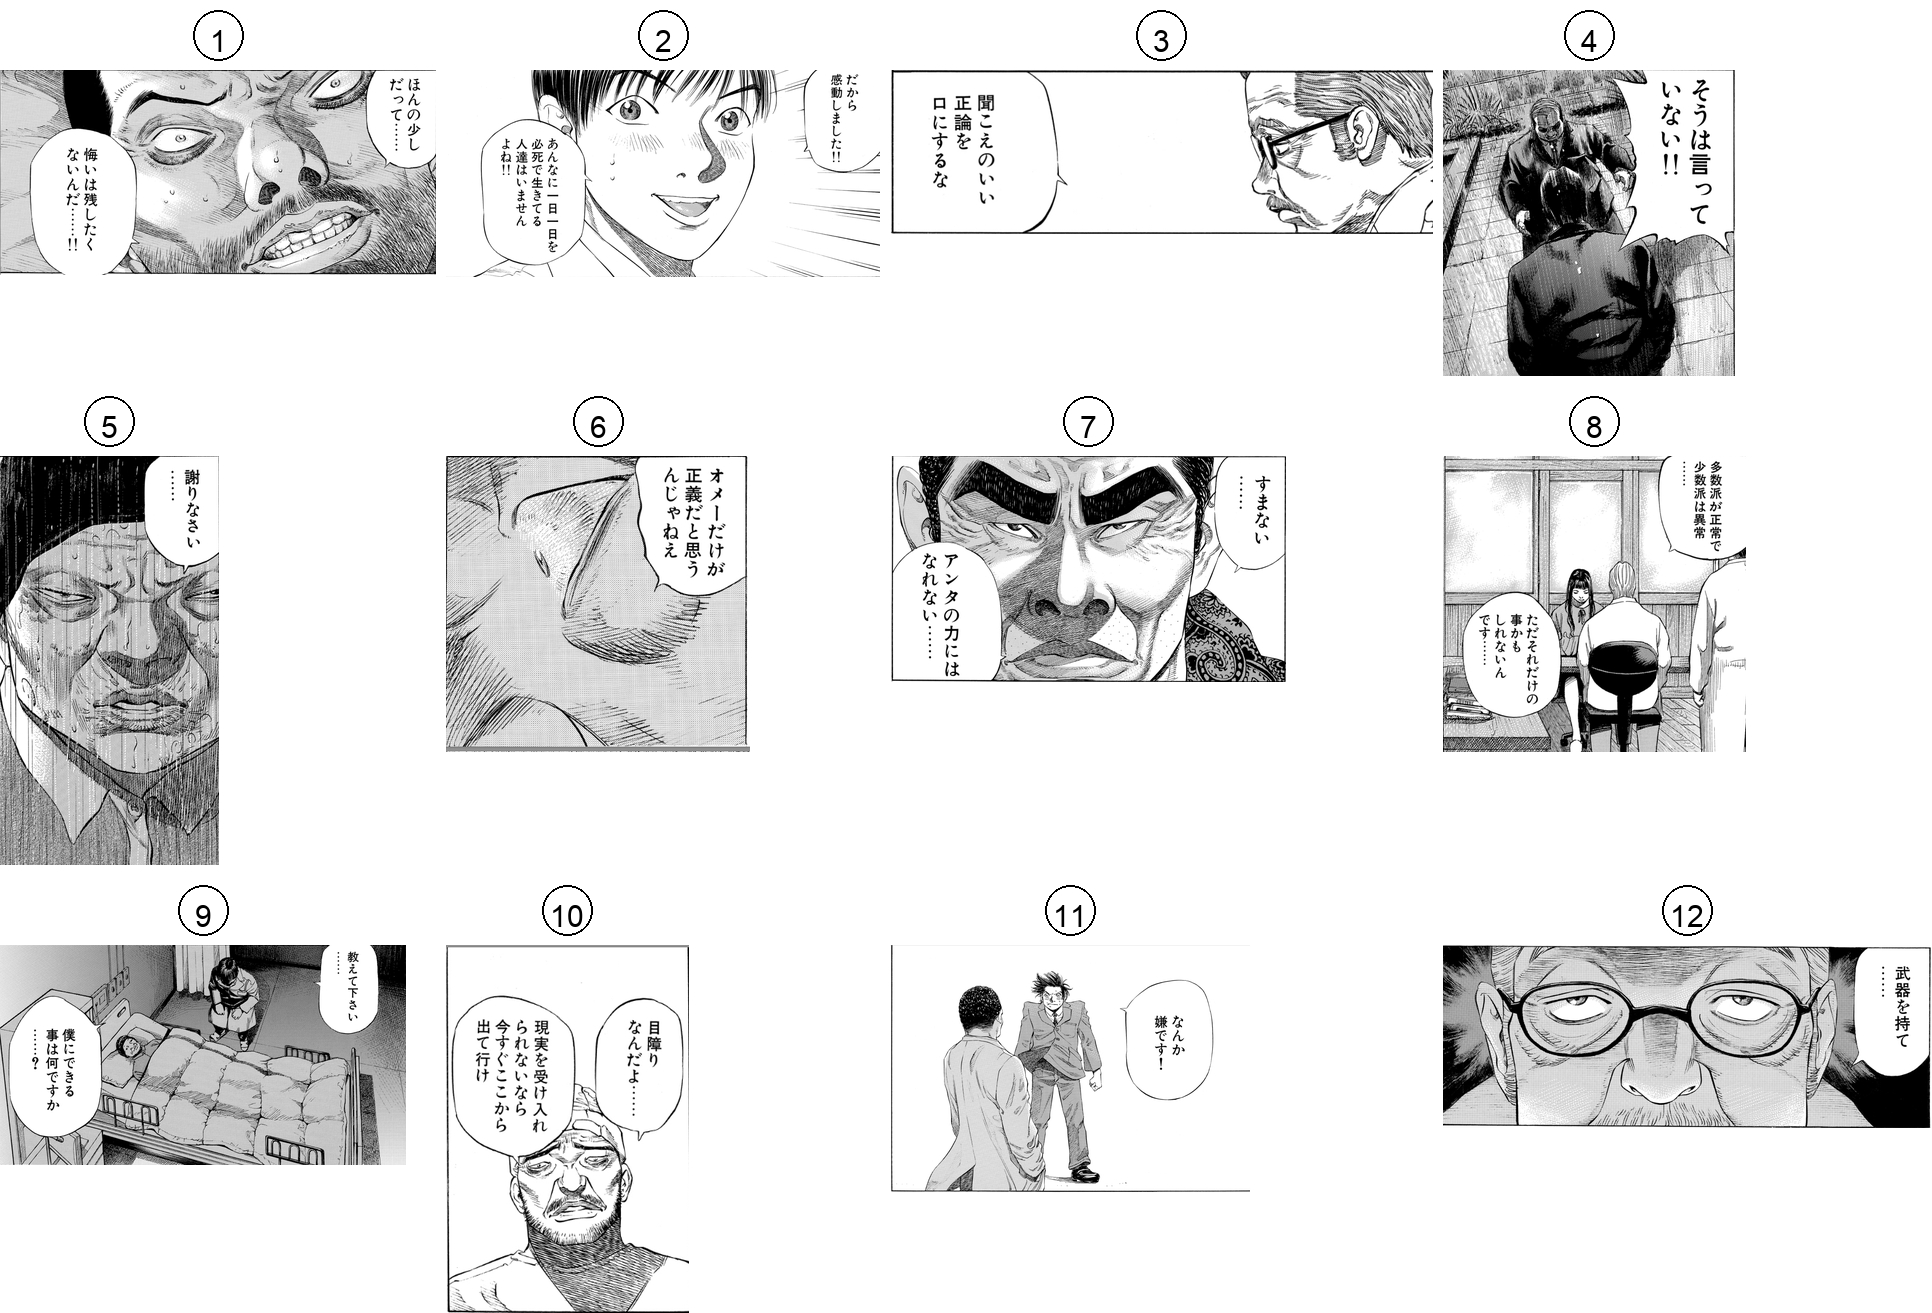 1
ほんの少し
だって……
悔いは残したく
ないんだ……!!
2
だから
感動しました!!
あんなに一日一日を
必死で生きてる
人達はいません
よね!!
3
聞こえのいい
正論を
口にするな
4
そうは言って
いない!!
5
謝りなさい
……
6
オメーだけが
正義だと思う
んじゃねえ
7
すまない
……
アンタの力には
なれない……
8
多数派が正常で
少数派は異常
……
ただそれだけの
事かも
しれないん
です……
9
教えて下さい
……
僕にできる
事は何ですか
……?
10
目障り
なんだよ……
現実を受け入れ
られないなら
今すぐここから
出て行け
11
なんか
嫌です!
12
武器を持て
……